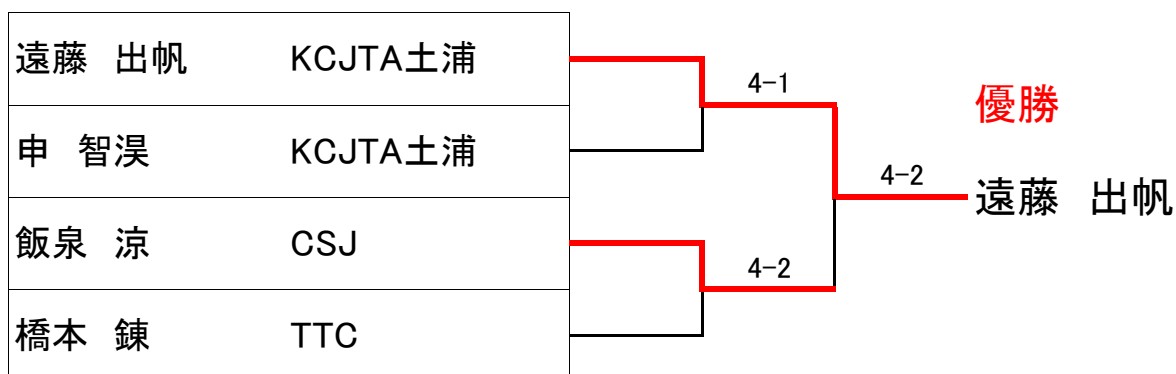 遠藤　出帆　KCJTA土浦
申　智淏　KCJTA土浦
飯泉　涼　CSJ
橋本　錬　TTC
4-1
4-2
4-2
優勝
遠藤　出帆